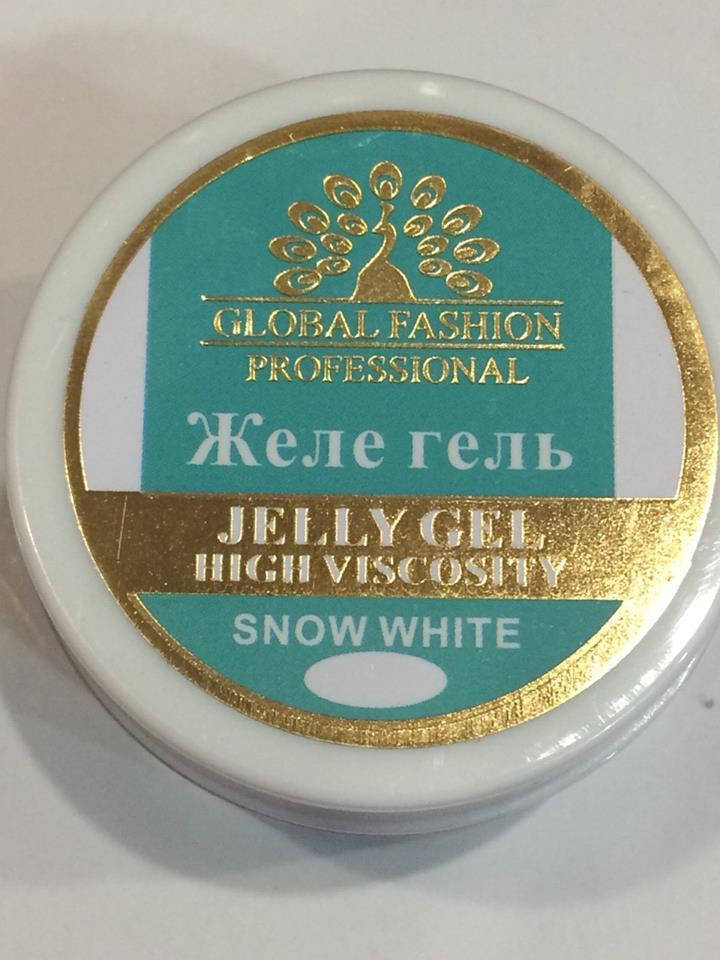 GLOBAL FASHION
PROFESSIONAL
Желе гель
JELLY GEL
HIGH VISCOSITY
SNOW WHITE